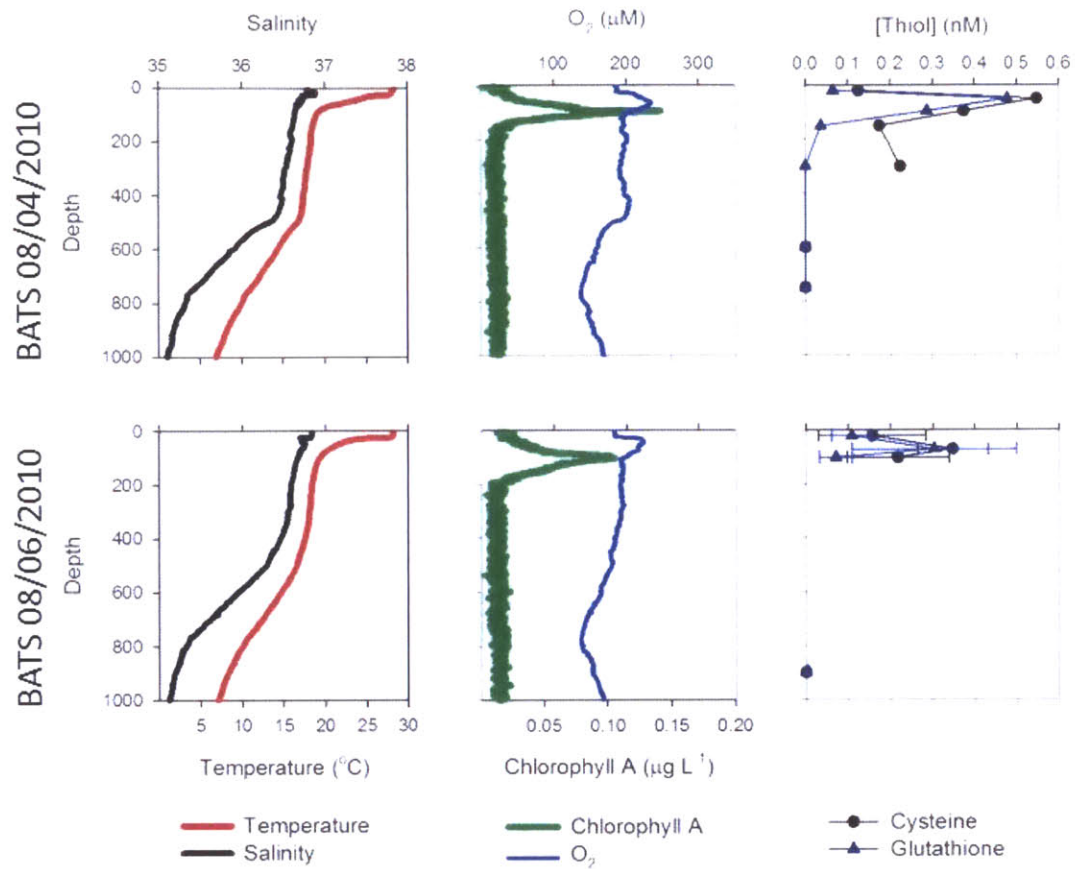 Salinity
O₂ (μM)
[Thiol] (nM)
35 36 37 38
100 200 300
0.0 0.1 0.2 0.3 0.4 0.5 0.6
BATS 08/04/2010
Depth
0
200
400
600
800
1000
BATS 08/06/2010
Depth
0
200
400
600
800
1000
5 10 15 20 25 30
0.05 0.10 0.15 0.20
Temperature (°C)
Chlorophyll A (μg L¹)
Temperature
Salinity
Chlorophyll A
O₂
Cysteine
Glutathione